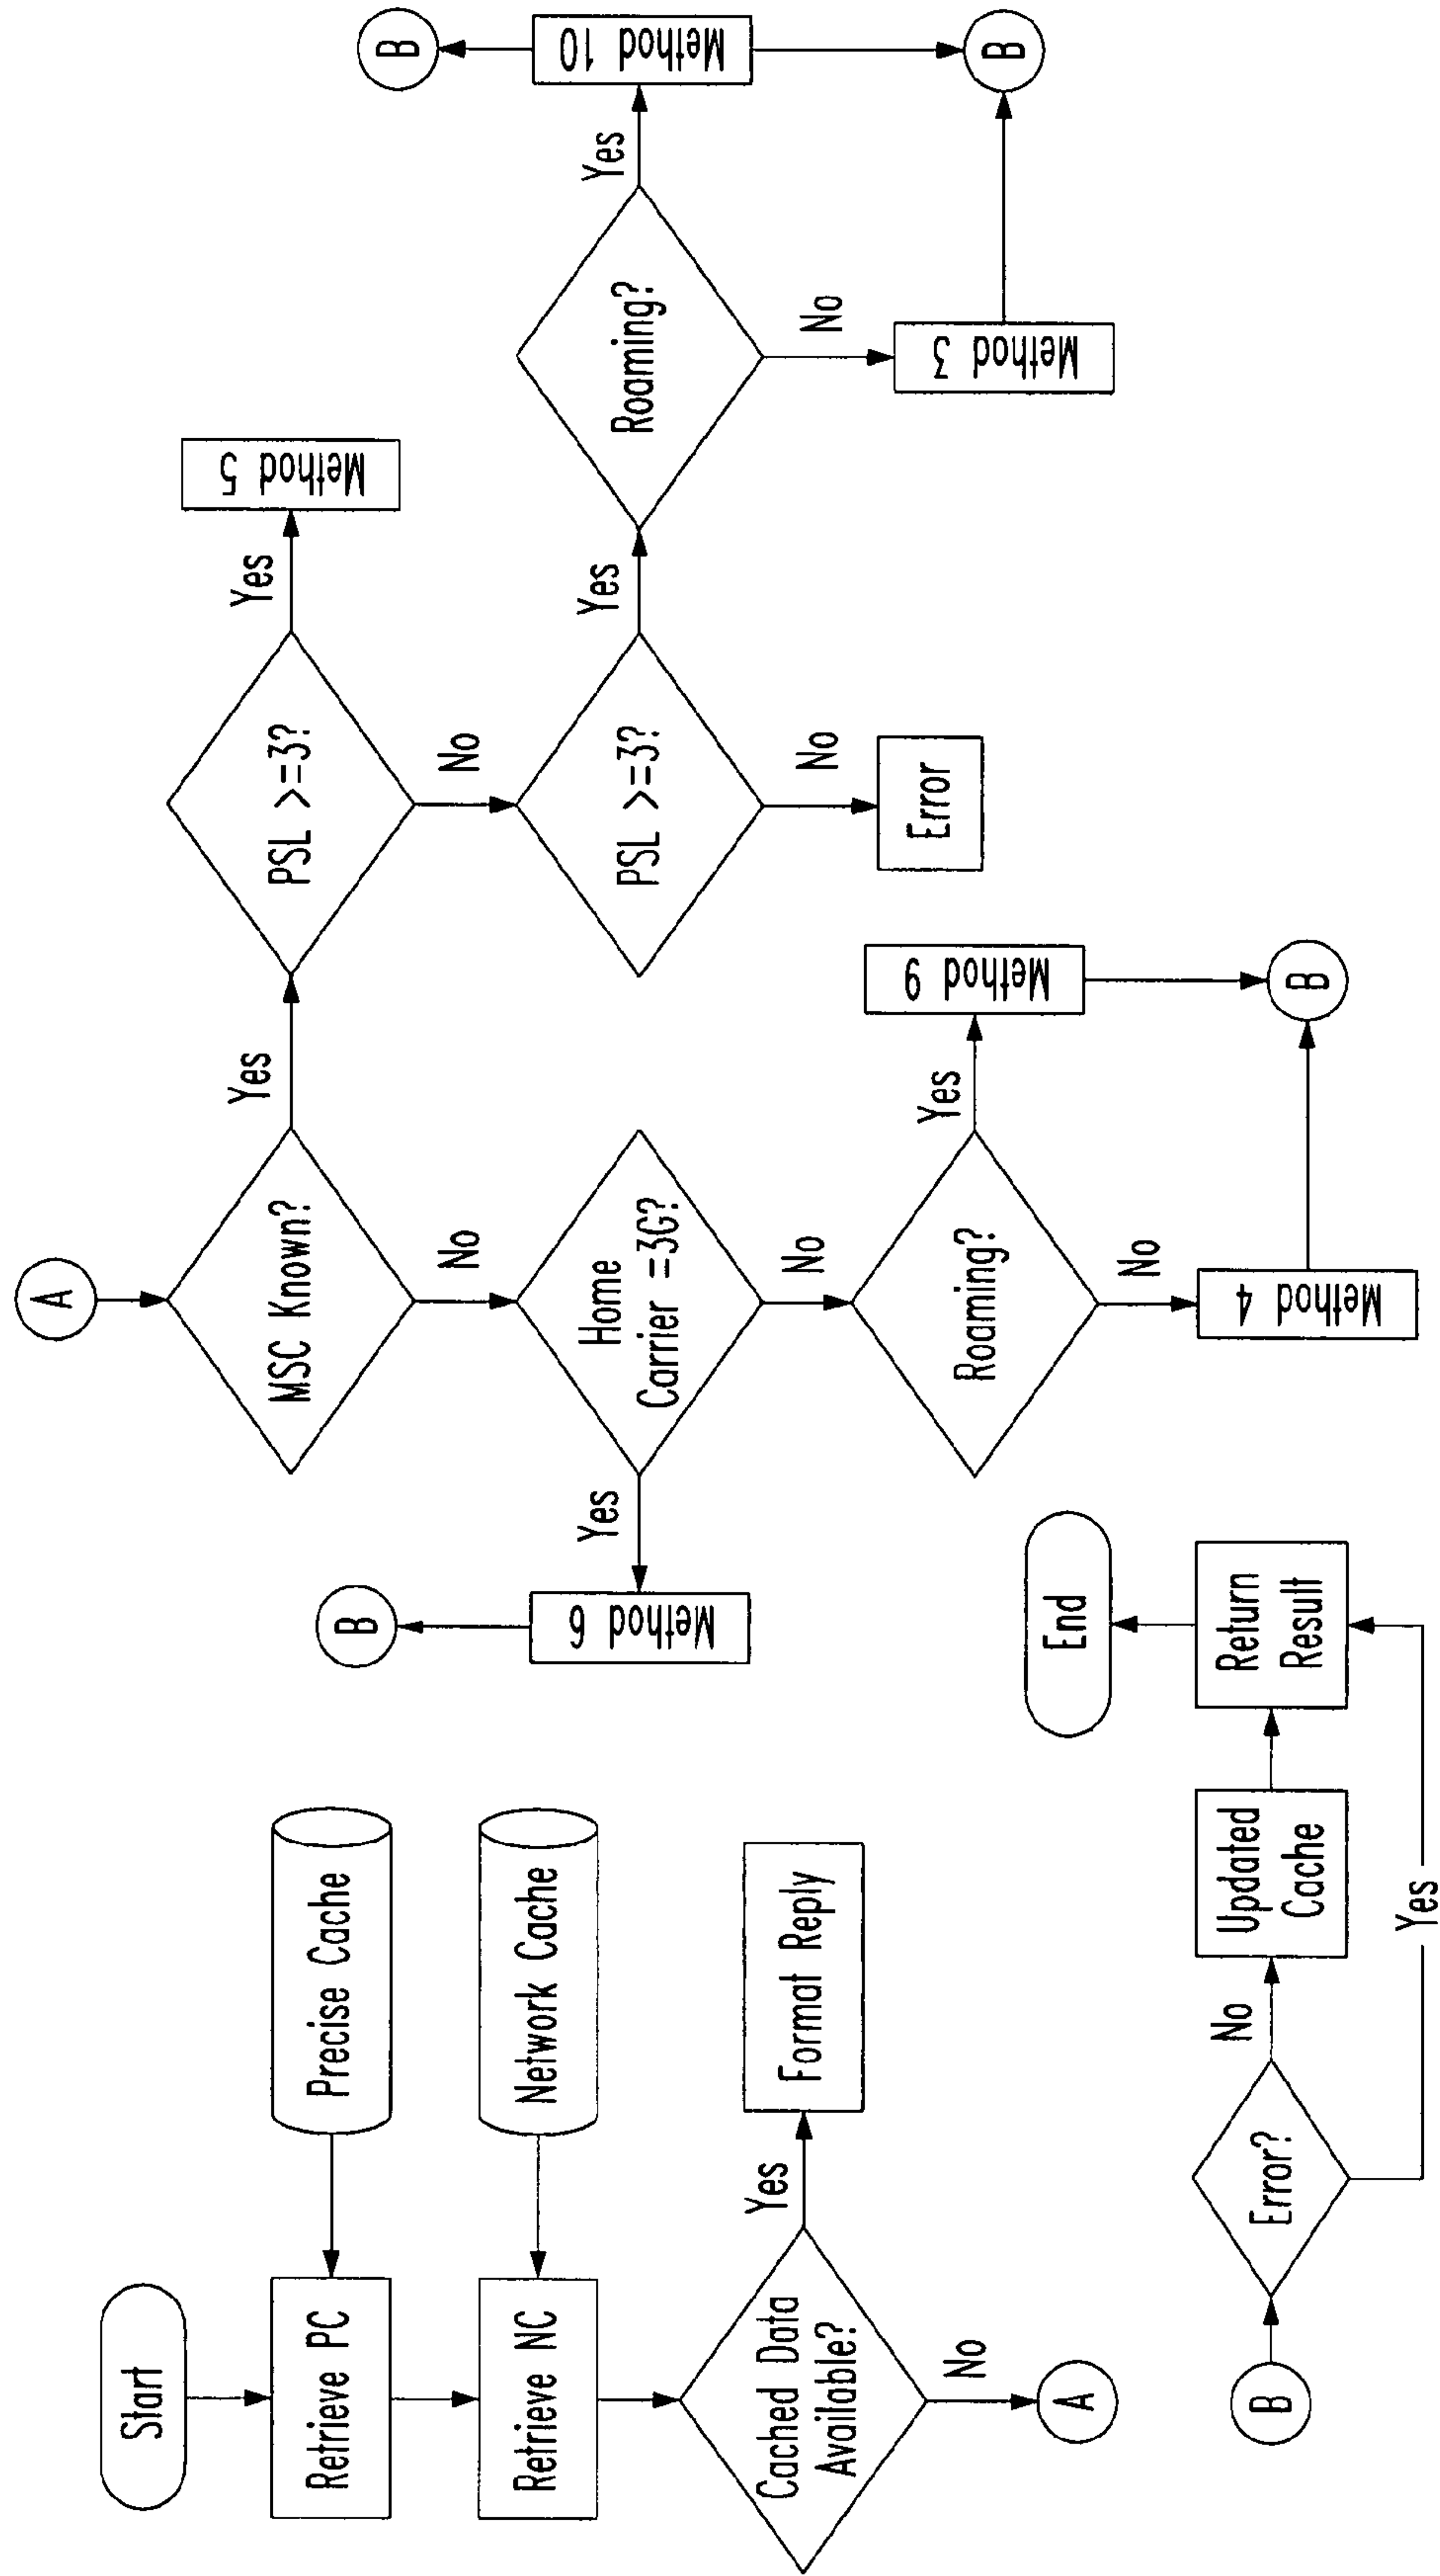 Start
Retrieve PC
Precise Cache
Retrieve NC
Network Cache
Cached Data
Available?
Yes
Format Reply
No
A
B
Error?
No
Updated
Cache
Return
Result
End
Yes
A
MSC Known?
Yes
No
Home
Carrier =3G?
Yes
Method 6
B
No
Roaming?
Yes
Method 9
No
Method 4
B
PSL >=3?
Yes
Method 5
No
PSL >=3?
Yes
No
Error
Roaming?
Yes
Method 10
B
No
Method 3
B